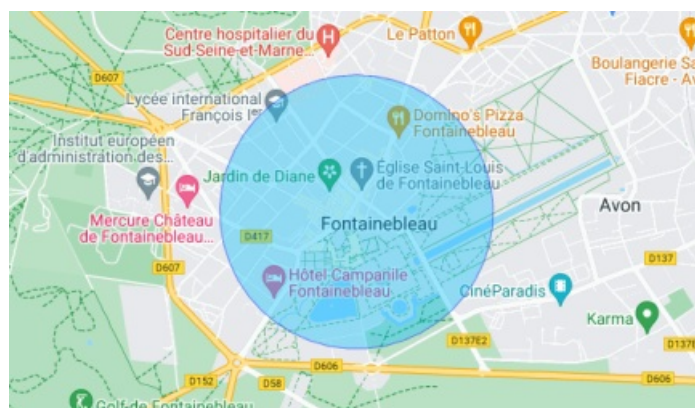 Centre hospitalier du
Sud-Seine-et-Marne...
Le Patton
Boulangerie Sa
Fiacre - Av
D607
Lycée international
François Ier
Domino's Pizza
Fontainebleau
Institut européen
d'administration des...
Jardin de Diane
Église Saint-Louis
de Fontainebleau
Mercure Château
de Fontainebleau...
Fontainebleau
Avon
D417
D137
D607
Hôtel Campanile
Fontainebleau
CinéParadis
Karma
D137E2
D137E
D606
D606
D152
D58
Golf de Fontainebleau